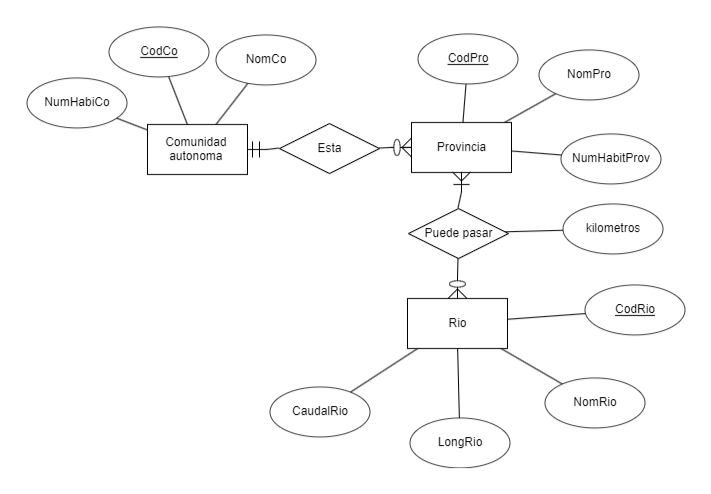 CodCo
NomCo
NumHabiCo
Comunidad
autonoma
Esta
CodPro
NomPro
Provincia
NumHabitProv
Puede pasar
kilometros
Rio
CodRio
CaudalRio
LongRio
NomRio